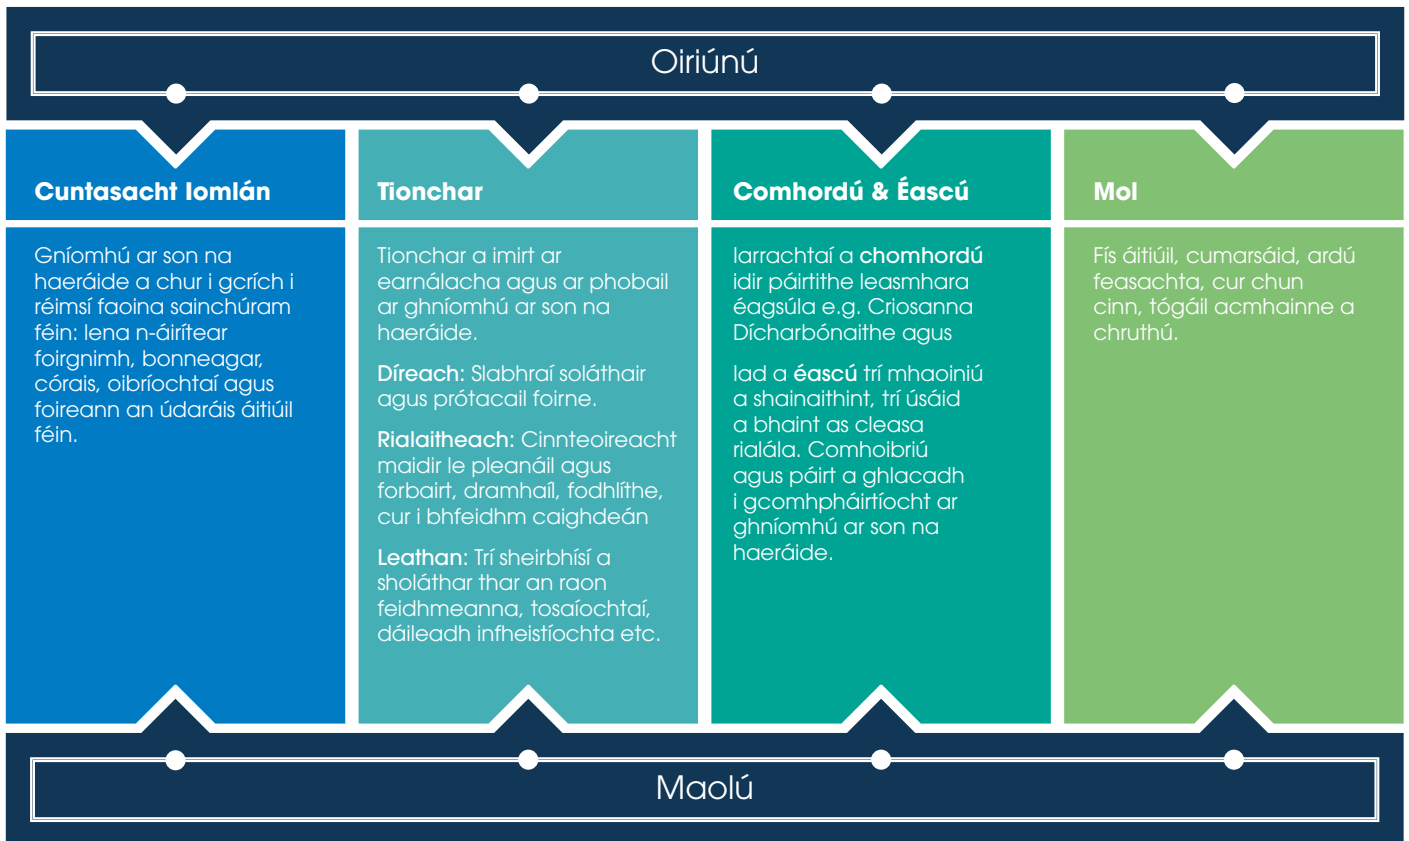 Oiriúnú
Cuntasacht Iomlán
Gníomhú ar son na
haeráide a chur i gcrích i
réimsí faoina sainchúram
féin: lena n-áirítear
foirgnimh, bonneagar,
córais, oibríochtaí agus
foireann an údaráis áitiúil
féin.
Tionchar
Tionchar a imirt ar
earnálacha agus ar phobail
ar ghníomhú ar son na
haeráide.
Díreach: Slabhraí soláthair
agus prótacail foirne.
Rialaitheach: Cinnteoireacht
maidir le pleanáil agus
forbairt, dramhaíl, fodhlíthe,
cur i bhfeidhm caighdeán
Leathan: Trí sheirbhísí a
sholáthar thar an raon
feidhmeanna, tosaíochtaí,
dáileadh infheistíochta etc.
Comhordú & Éascú
Iarrachtaí a chomhordú
idir páirtithe leasmhara
éagsúla e.g. Criosanna
Dícharbónaithe agus
Iad a éascú trí mhaoiniú
a shainaithint, trí úsáid
a bhaint as cleasa
rialála. Comhoibriú
agus páirt a ghlacadh
i gcomhpháirtíocht ar
ghníomhú ar son na
haeráide.
Mol
Fís áitiúil, cumarsáid, ardú
feasachta, cur chun
cinn, tógáil acmhainne a
chruthú.
Maolú